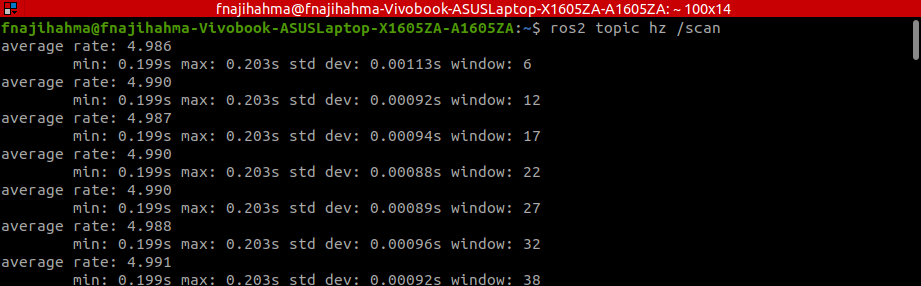 fnajihahma@fnajihahma-Vivobook-ASUSLaptop-X1605ZA-A1605ZA: ~ 100x14
fnajihahma@fnajihahma-Vivobook-ASUSLaptop-X1605ZA-A1605ZA:~$ ros2 topic hz /scan
average rate: 4.986
        min: 0.199s max: 0.203s std dev: 0.00113s window: 6
average rate: 4.990
        min: 0.199s max: 0.203s std dev: 0.00092s window: 12
average rate: 4.987
        min: 0.199s max: 0.203s std dev: 0.00094s window: 17
average rate: 4.990
        min: 0.199s max: 0.203s std dev: 0.00088s window: 22
average rate: 4.990
        min: 0.199s max: 0.203s std dev: 0.00089s window: 27
average rate: 4.988
        min: 0.199s max: 0.203s std dev: 0.00096s window: 32
average rate: 4.991
        min: 0.199s max: 0.203s std dev: 0.00092s window: 38